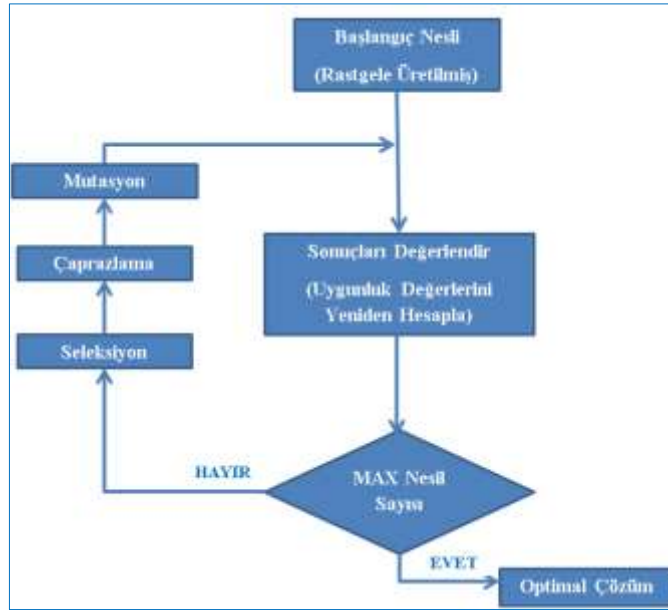 Başlangıç Nesli
(Rastgele Üretilmiş)
Mutasyon
Çaprazlama
Seleksiyon
Sonuçları Değerlendir
(Uygunluk Değerlerini
Yeniden Hesapla)
HAYIR
MAX Nesil
Sayısı
EVET
Optimal Çözüm